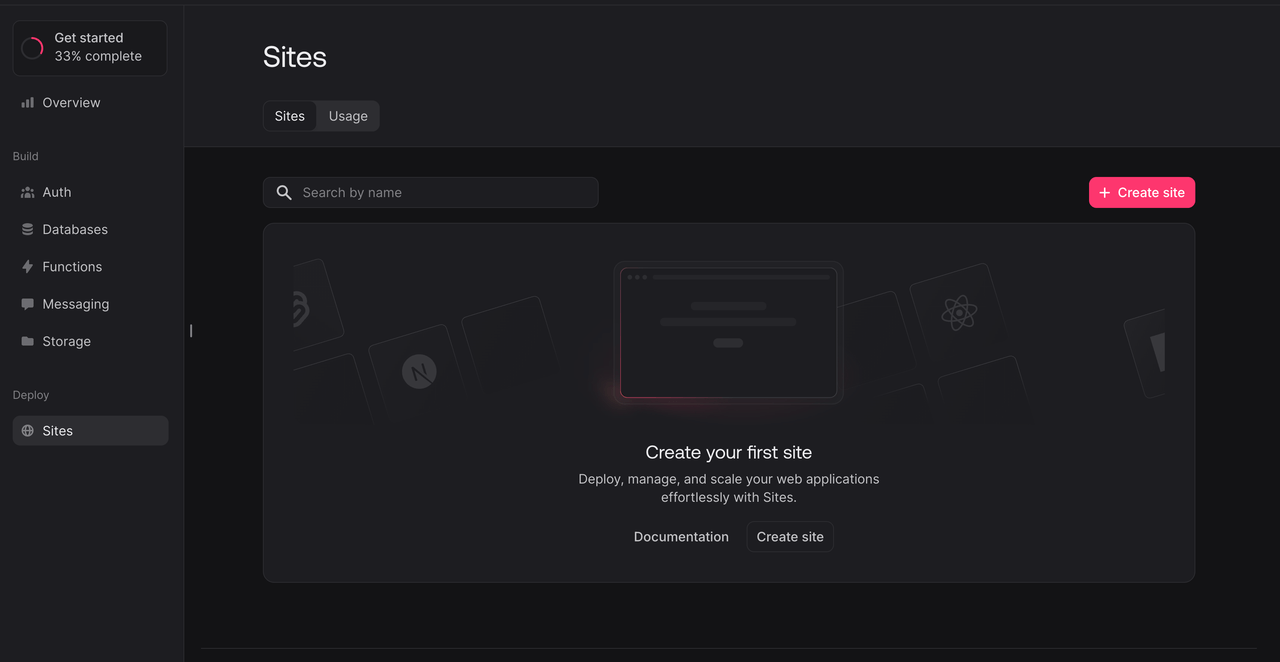 Get started
33% complete
Overview
Build
Auth
Databases
Functions
Messaging
Storage
Deploy
Sites
Sites
Sites
Usage
Search by name
Create site
Create your first site
Deploy, manage, and scale your web applications
effortlessly with Sites.
Documentation
Create site